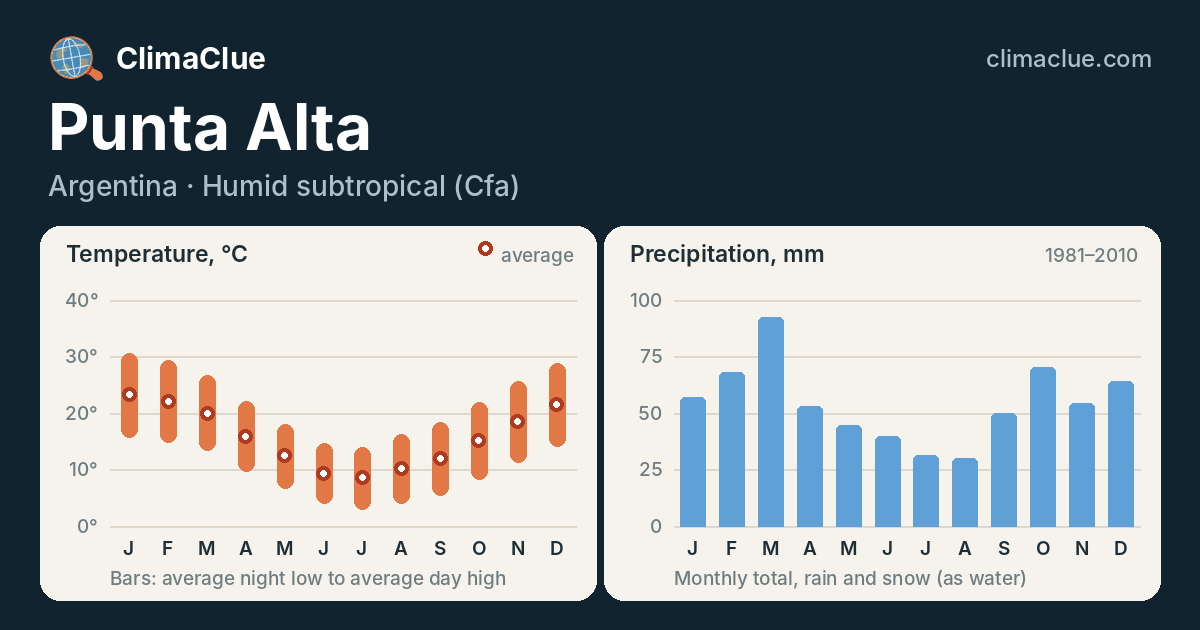 ClimaClue
climaclue.com
Punta Alta
Argentina · Humid subtropical (Cfa)
Temperature, °C
average
40°
30°
20°
10°
0°
J F M A M J J A S O N D
Bars: average night low to average day high
Precipitation, mm
1981–2010
100
75
50
25
0
J F M A M J J A S O N D
Monthly total, rain and snow (as water)